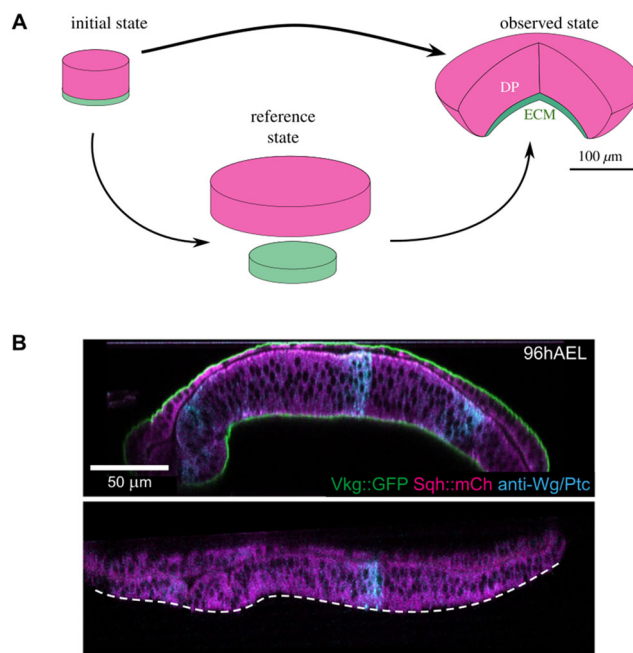 A
initial state
observed state
DP
ECM
reference
state
100 μm
B
96hAEL
50 μm
Vkg::GFP Sqh::mCh anti-Wg/Ptc